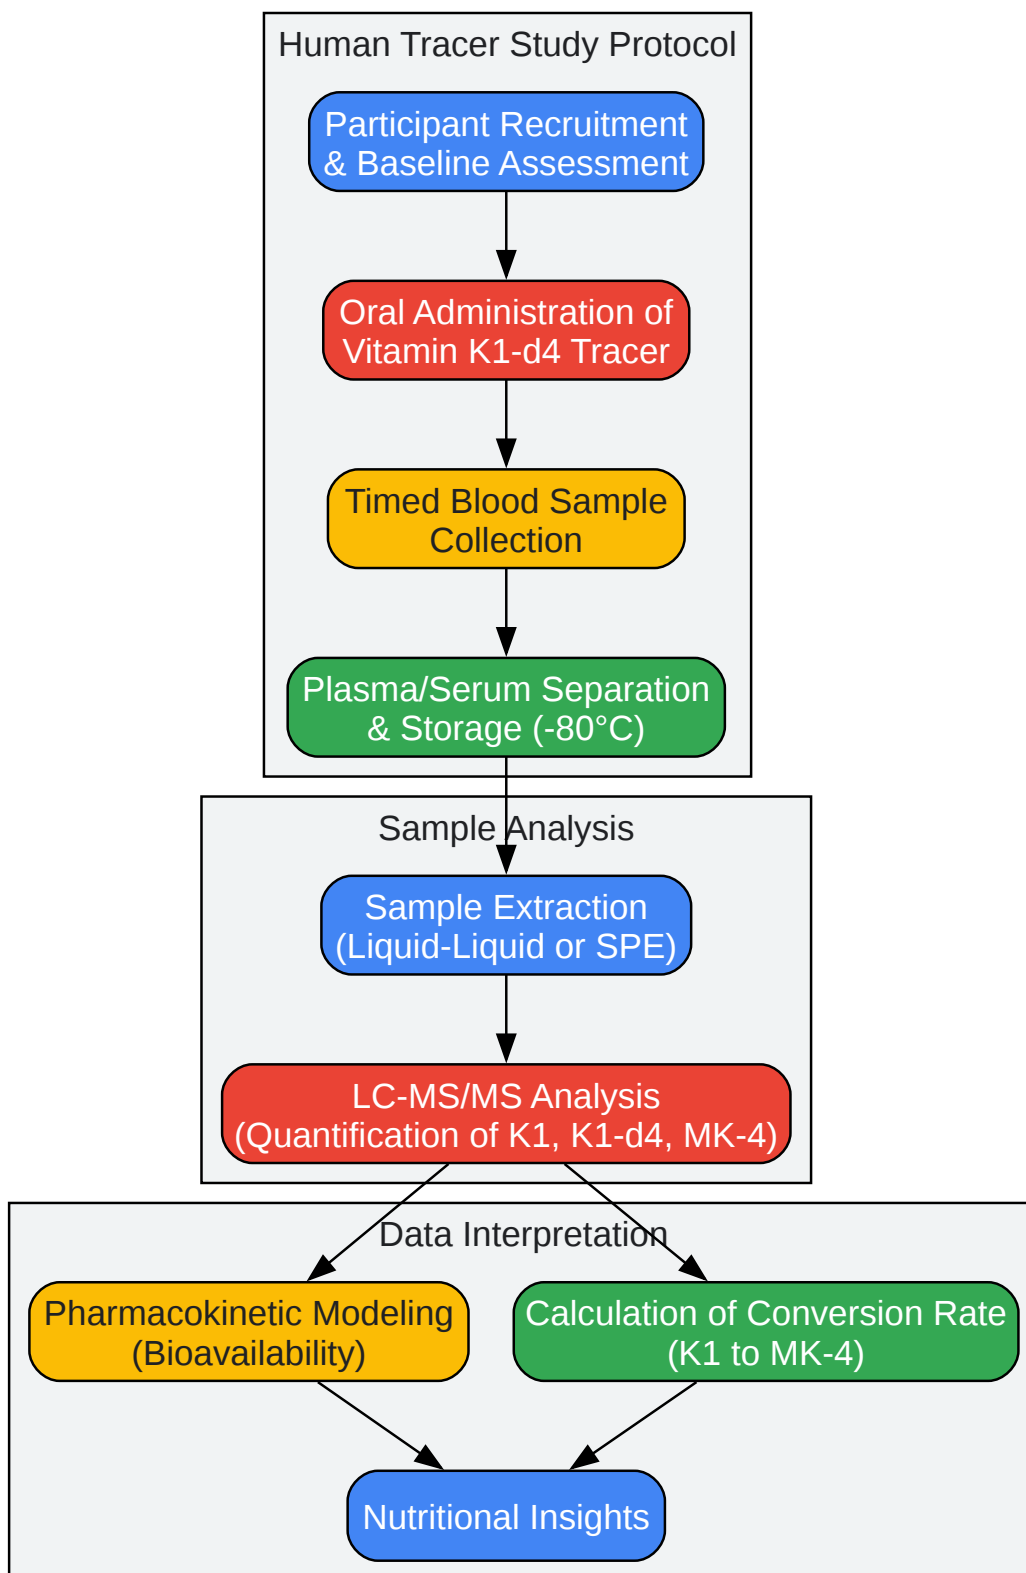 Human Tracer Study Protocol
Participant Recruitment
& Baseline Assessment
Oral Administration of
Vitamin K1-d4 Tracer
Timed Blood Sample
Collection
Plasma/Serum Separation
& Storage (-80°C)
Sample Analysis
Sample Extraction
(Liquid-Liquid or SPE)
LC-MS/MS Analysis
(Quantification of K1, K1-d4, MK-4)
Data Interpretation
Pharmacokinetic Modeling
(Bioavailability)
Calculation of Conversion Rate
(K1 to MK-4)
Nutritional Insights